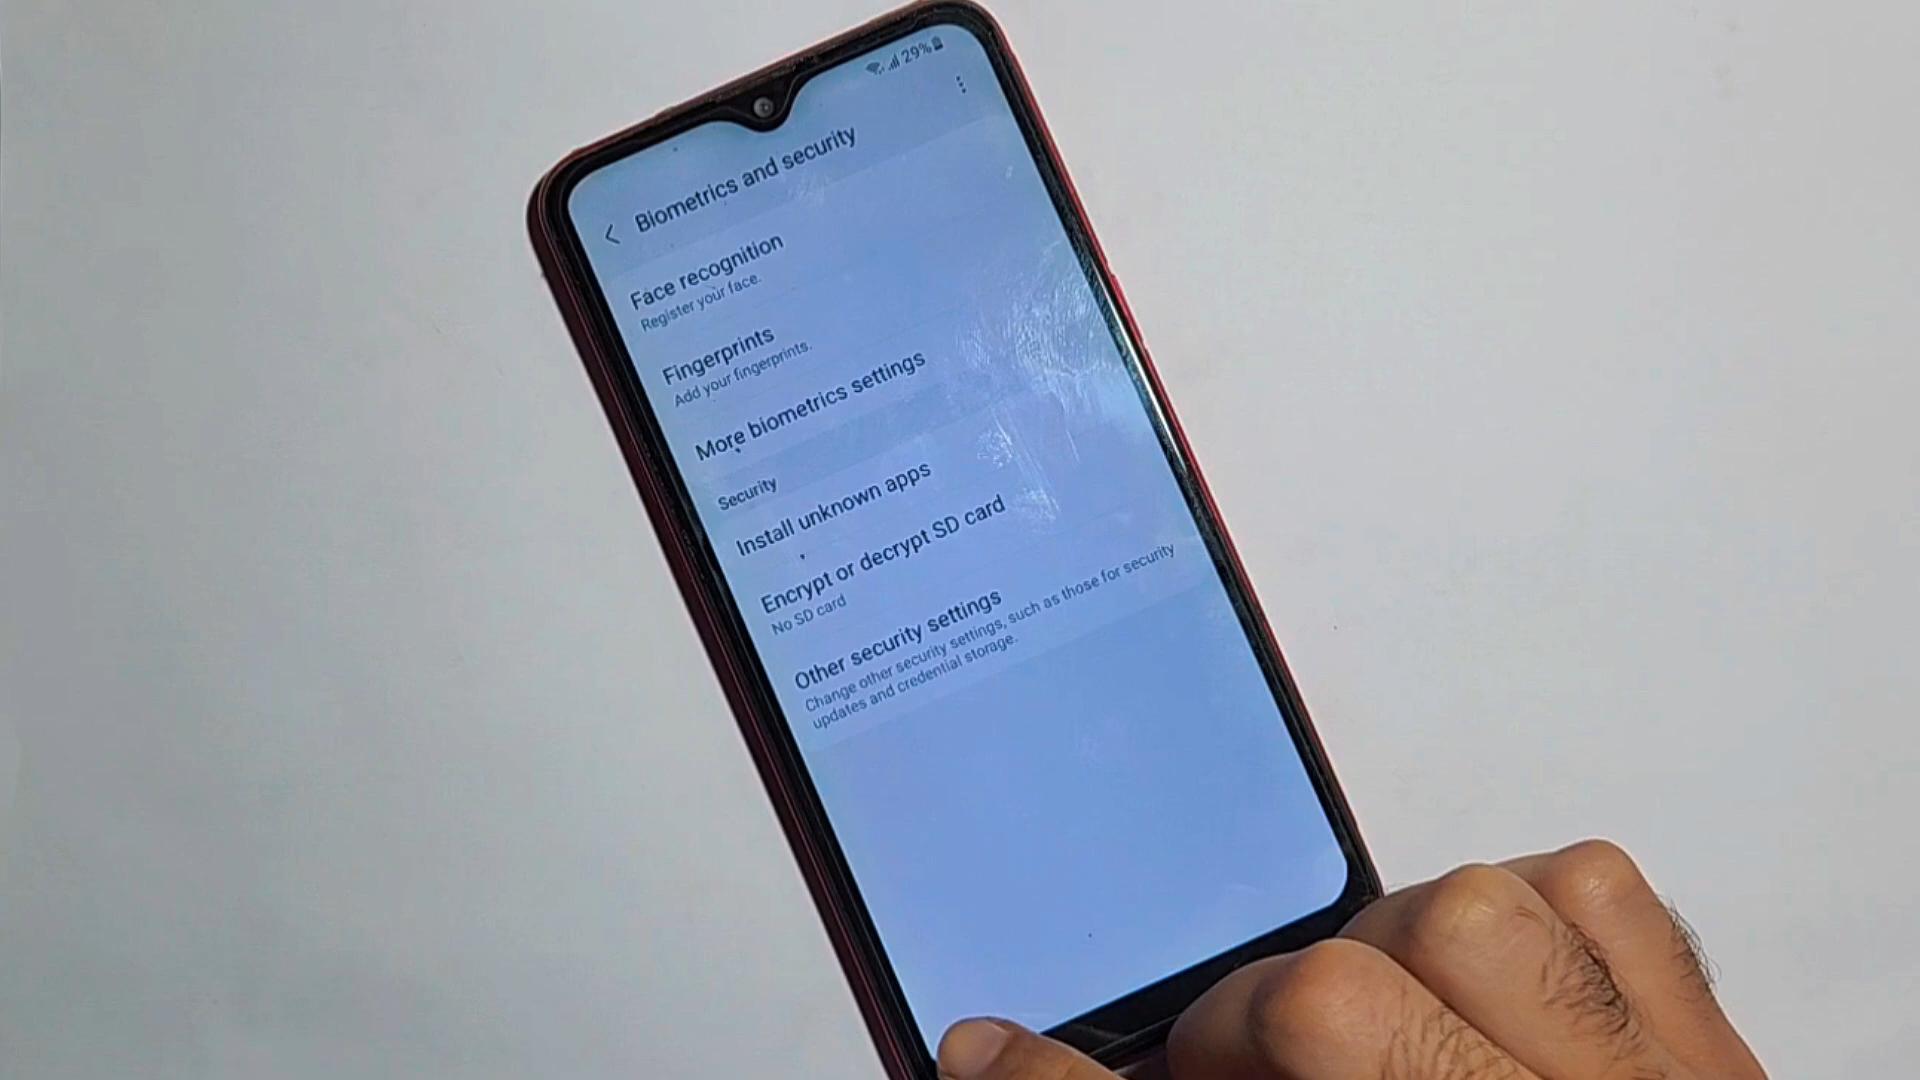 29%
Biometrics and security
Face recognition
Register your face.
Fingerprints
Add your fingerprints.
More biometrics settings
Security
Install unknown apps
Encrypt or decrypt SD card
No SD card
Other security settings
Change other security settings, such as those for security
updates and credential storage.